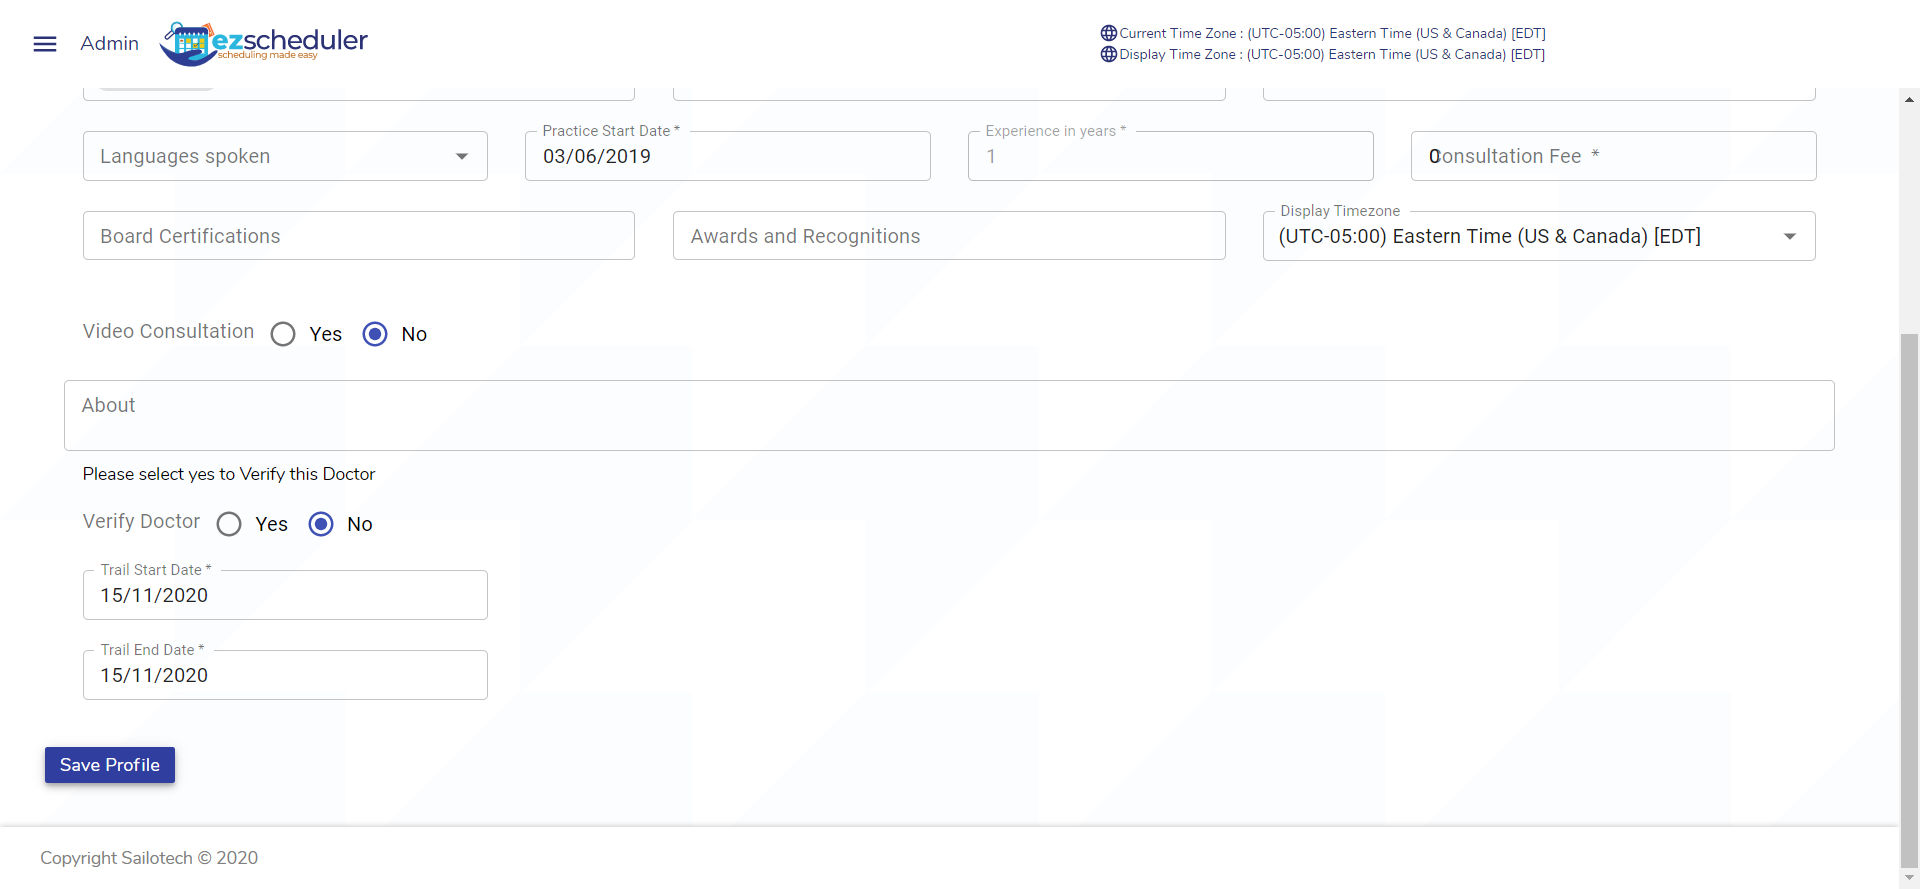 Admin
ezscheduler
scheduling made easy
Current Time Zone : (UTC-05:00) Eastern Time (US & Canada) [EDT]
Display Time Zone : (UTC-05:00) Eastern Time (US & Canada) [EDT]
Languages spoken
Practice Start Date *
03/06/2019
Experience in years *
1
0
Consultation Fee *
Board Certifications
Awards and Recognitions
Display Timezone
(UTC-05:00) Eastern Time (US & Canada) [EDT]
Video Consultation Yes No
About
Please select yes to Verify this Doctor
Verify Doctor Yes No
Trail Start Date *
15/11/2020
Trail End Date *
15/11/2020
Save Profile
Copyright Sailotech © 2020